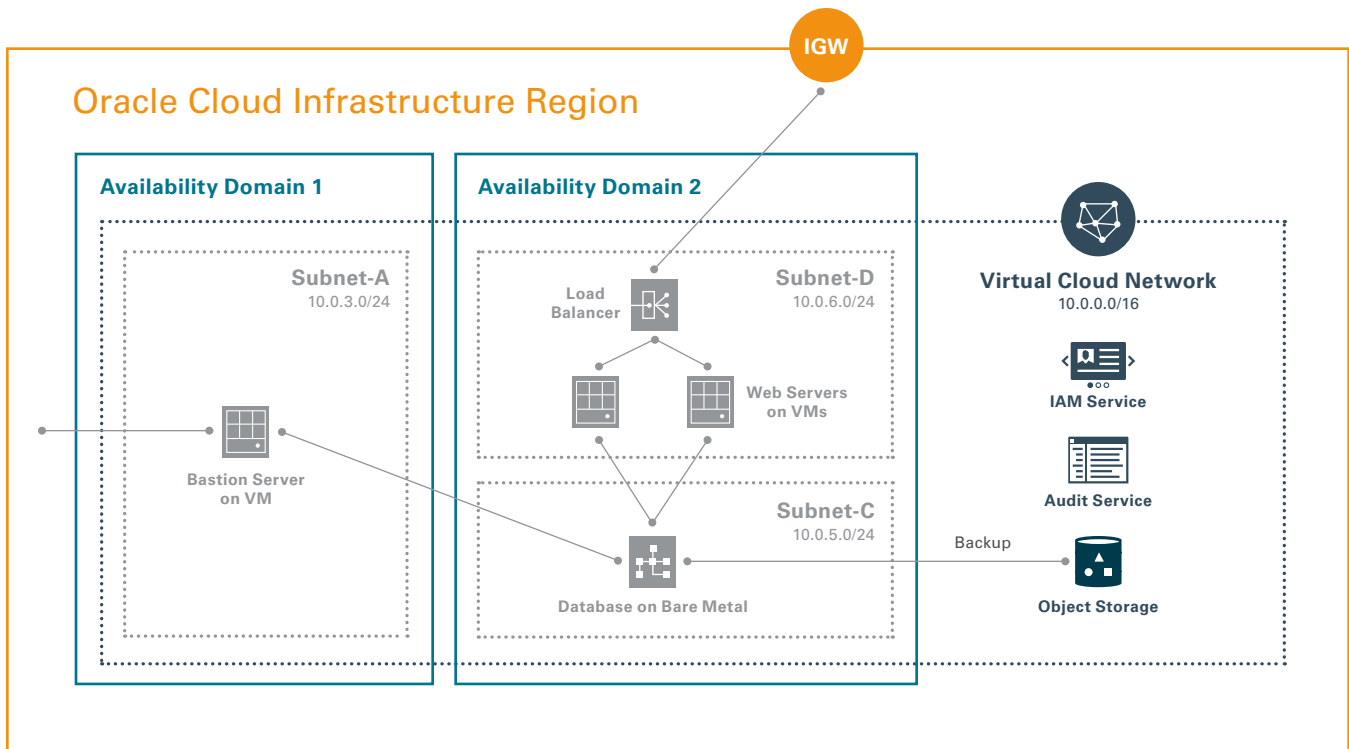 IGW
Oracle Cloud Infrastructure Region
Availability Domain 1
Subnet-A
10.0.3.0/24
Bastion Server
on VM
Availability Domain 2
Subnet-D
10.0.6.0/24
Load
Balancer
Web Servers
on VMs
Subnet-C
10.0.5.0/24
Database on Bare Metal
Backup
Virtual Cloud Network
10.0.0.0/16
IAM Service
Audit Service
Object Storage